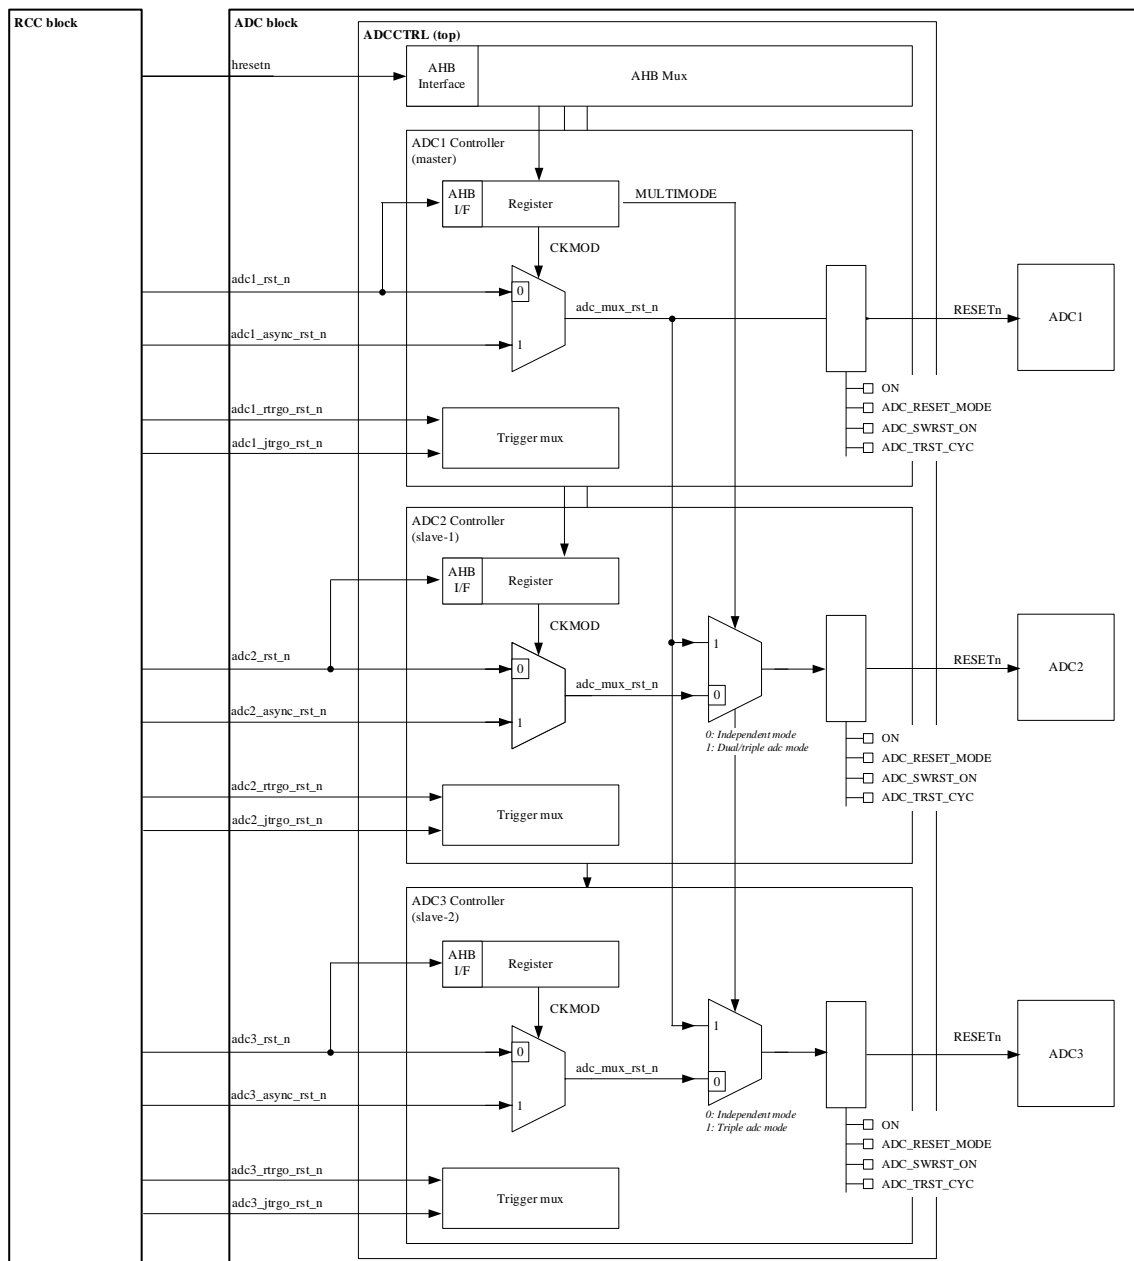 RCC block
ADC block
ADCCTRL (top)
hresetn
AHB
Interface
AHB Mux
ADC1 Controller
(master)
AHB
I/F
Register
MULTIMODE
CKMOD
adc1_rst_n
0
adc_mux_rst_n
RESETn
ADC1
adc1_async_rst_n
1
ON
ADC_RESET_MODE
ADC_SWRST_ON
ADC_TRST_CYC
adc1_rtrgo_rst_n
Trigger mux
adc1_jtrgo_rst_n
ADC2 Controller
(slave-1)
AHB
I/F
Register
CKMOD
1
adc2_rst_n
0
RESETn
ADC2
adc_mux_rst_n
0
adc2_async_rst_n
1
0: Independent mode
1: Dual/triple adc mode
ON
ADC_RESET_MODE
ADC_SWRST_ON
ADC_TRST_CYC
adc2_rtrgo_rst_n
Trigger mux
adc2_jtrgo_rst_n
ADC3 Controller
(slave-2)
AHB
I/F
Register
CKMOD
1
adc3_rst_n
0
RESETn
ADC3
adc_mux_rst_n
0
adc3_async_rst_n
1
0: Independent mode
1: Triple adc mode
ON
ADC_RESET_MODE
ADC_SWRST_ON
ADC_TRST_CYC
adc3_rtrgo_rst_n
Trigger mux
adc3_jtrgo_rst_n